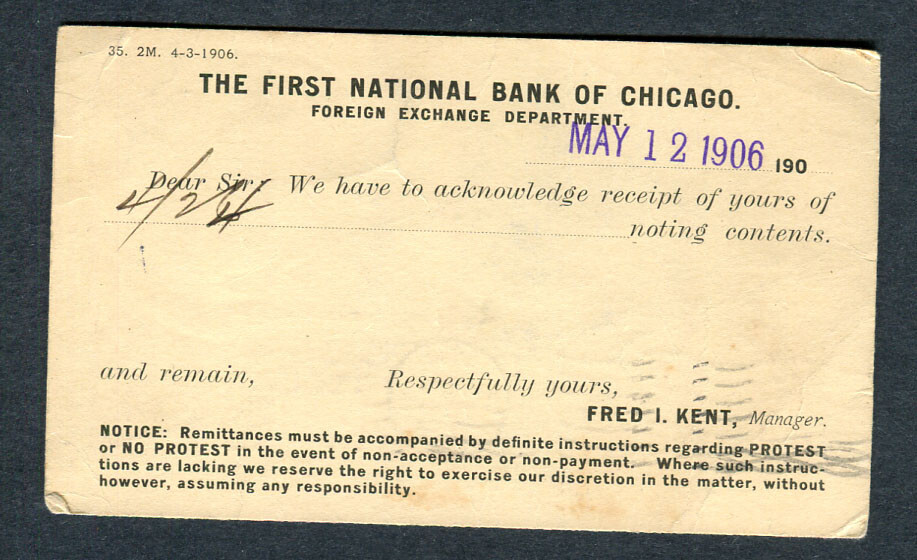 35. 2M. 4-3-1906.
THE FIRST NATIONAL BANK OF CHICAGO.
FOREIGN EXCHANGE DEPARTMENT.
MAY 12 1906 190
Dear Sir: We have to acknowledge receipt of yours of
4/24
noting contents.
and remain,
Respectfully yours,
FRED I. KENT, Manager.
NOTICE: Remittances must be accompanied by definite instructions regarding PROTEST
or NO PROTEST in the event of non-acceptance or non-payment. Where such instruc-
tions are lacking we reserve the right to exercise our discretion in the matter, without
however, assuming any responsibility.